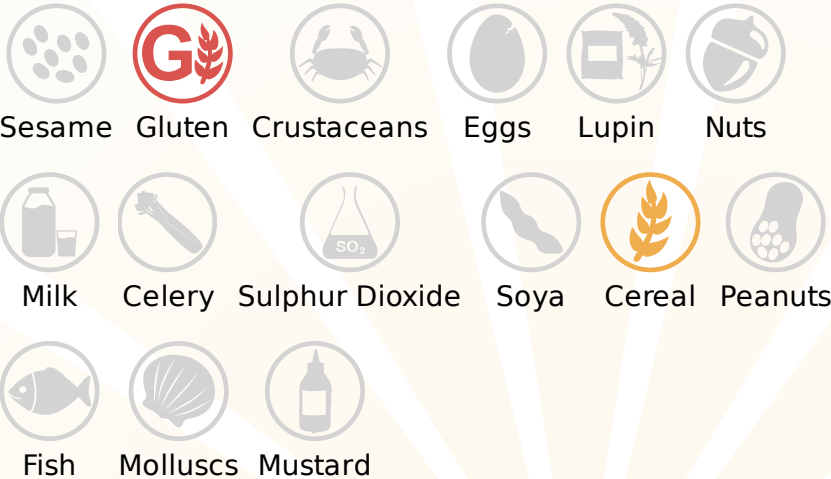 G
Sesame Gluten Crustaceans Eggs Lupin Nuts
SO₂
Milk Celery Sulphur Dioxide Soya Cereal Peanuts
Fish Molluscs Mustard